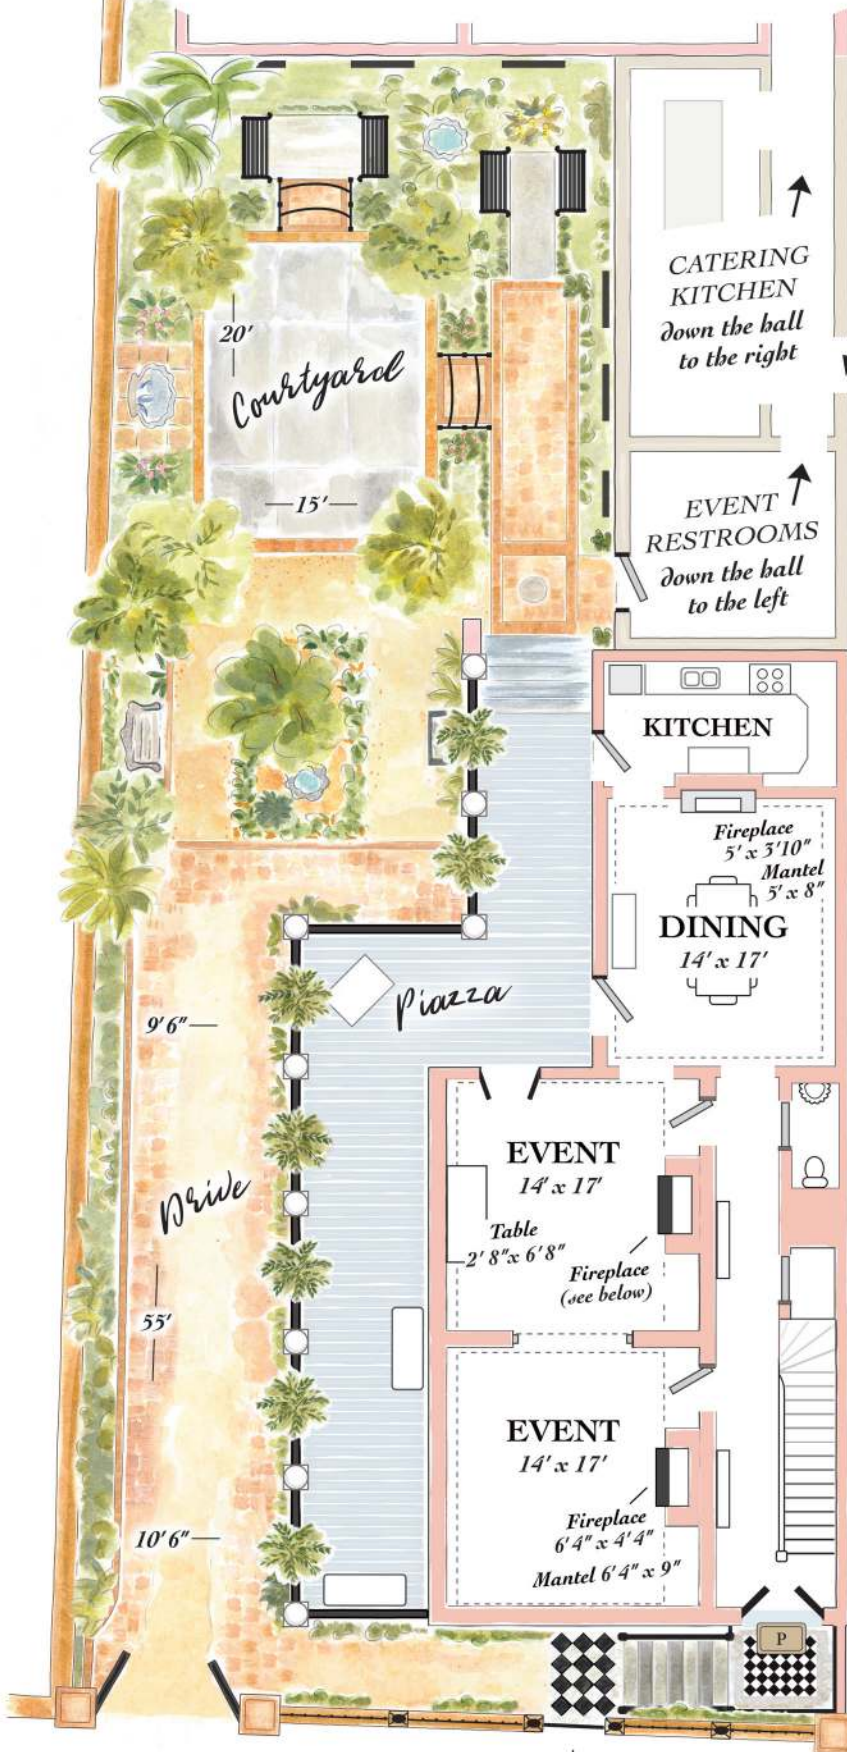 CATERING
KITCHEN
down the hall
to the right
20'
Courtyard
15'
EVENT
RESTROOMS
down the hall
to the left
KITCHEN
Fireplace
5' x 3'10"
Mantel
5' x 8"
DINING
14' x 17'
Piazza
9'6"
EVENT
14' x 17'
Table
2' 8"x 6'8"
Fireplace
(see below)
Drive
55'
EVENT
14' x 17'
Fireplace
6'4" x 4'4"
Mantel 6'4" x 9"
10'6"
P